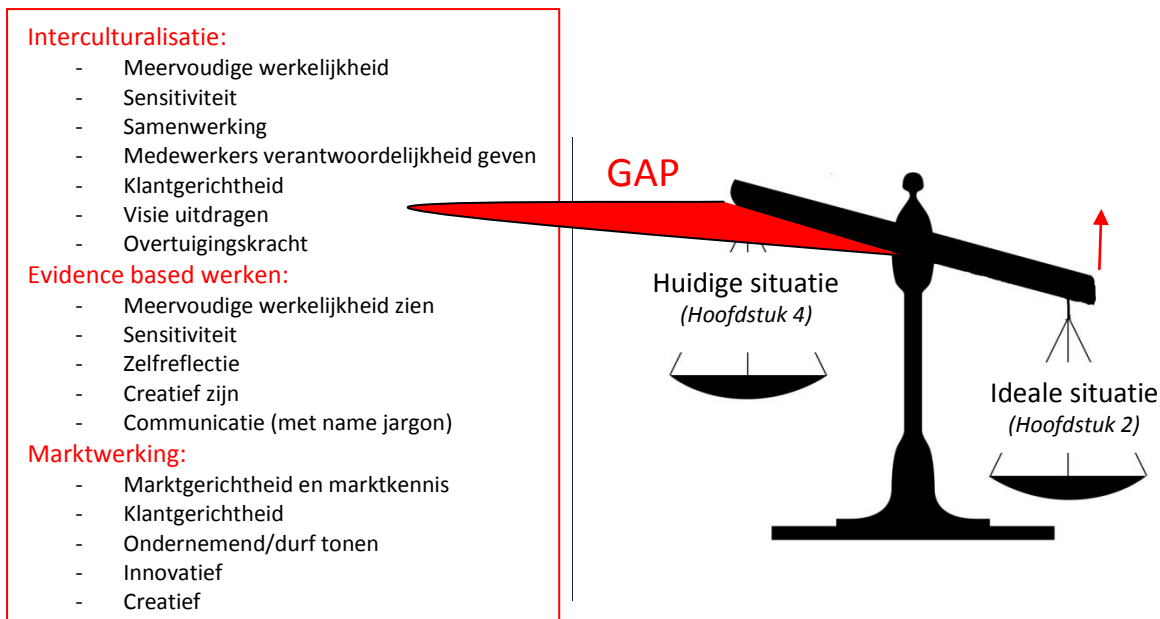 Interculturalisatie:
- Meervoudige werkelijkheid
- Sensitiviteit
- Samenwerking
- Medewerkers verantwoordelijkheid geven
- Klantgerichtheid
- Visie uitdragen
- Overtuigingskracht
Evidence based werken:
- Meervoudige werkelijkheid zien
- Sensitiviteit
- Zelfreflectie
- Creatief zijn
- Communicatie (met name jargon)
Marktwerking:
- Marktgerichtheid en marktkennis
- Klantgerichtheid
- Ondernemend/durf tonen
- Innovatief
- Creatief
GAP
Huidige situatie
(Hoofdstuk 4)
Ideale situatie
(Hoofdstuk 2)